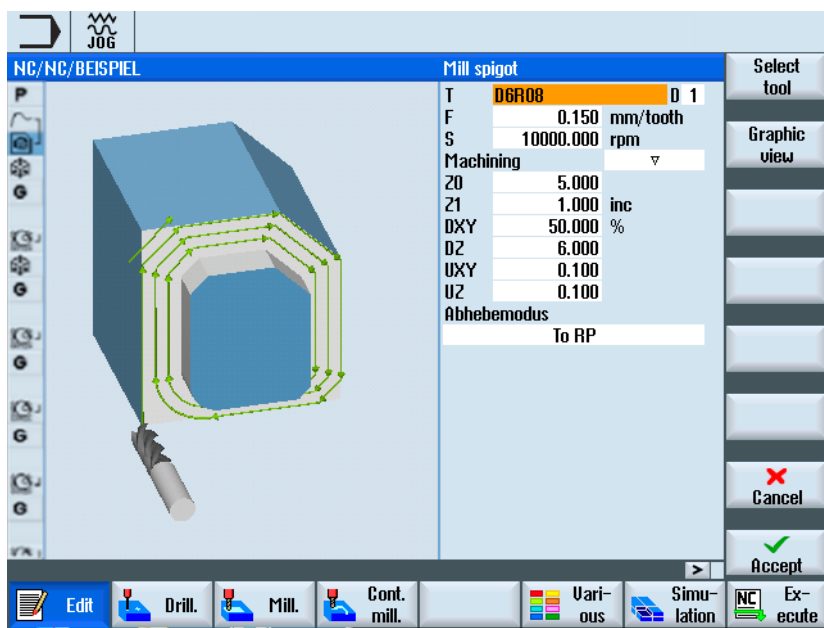 JOG
NC/NC/BEISPIEL
Mill spigot
Select
tool
P
T D6R08 D 1
F 0.150 mm/tooth
S 10000.000 rpm
Graphic
view
Machining ▽
Z0 5.000
Z1 1.000 inc
DXY 50.000 %
DZ 6.000
UXY 0.100
UZ 0.100
Abhebemodus
To RP
G
G
G
G
G
Cancel
Accept
>
Edit
Drill.
Mill.
Cont.
mill.
Vari-
ous
Simu-
lation
NC
Ex-
ecute